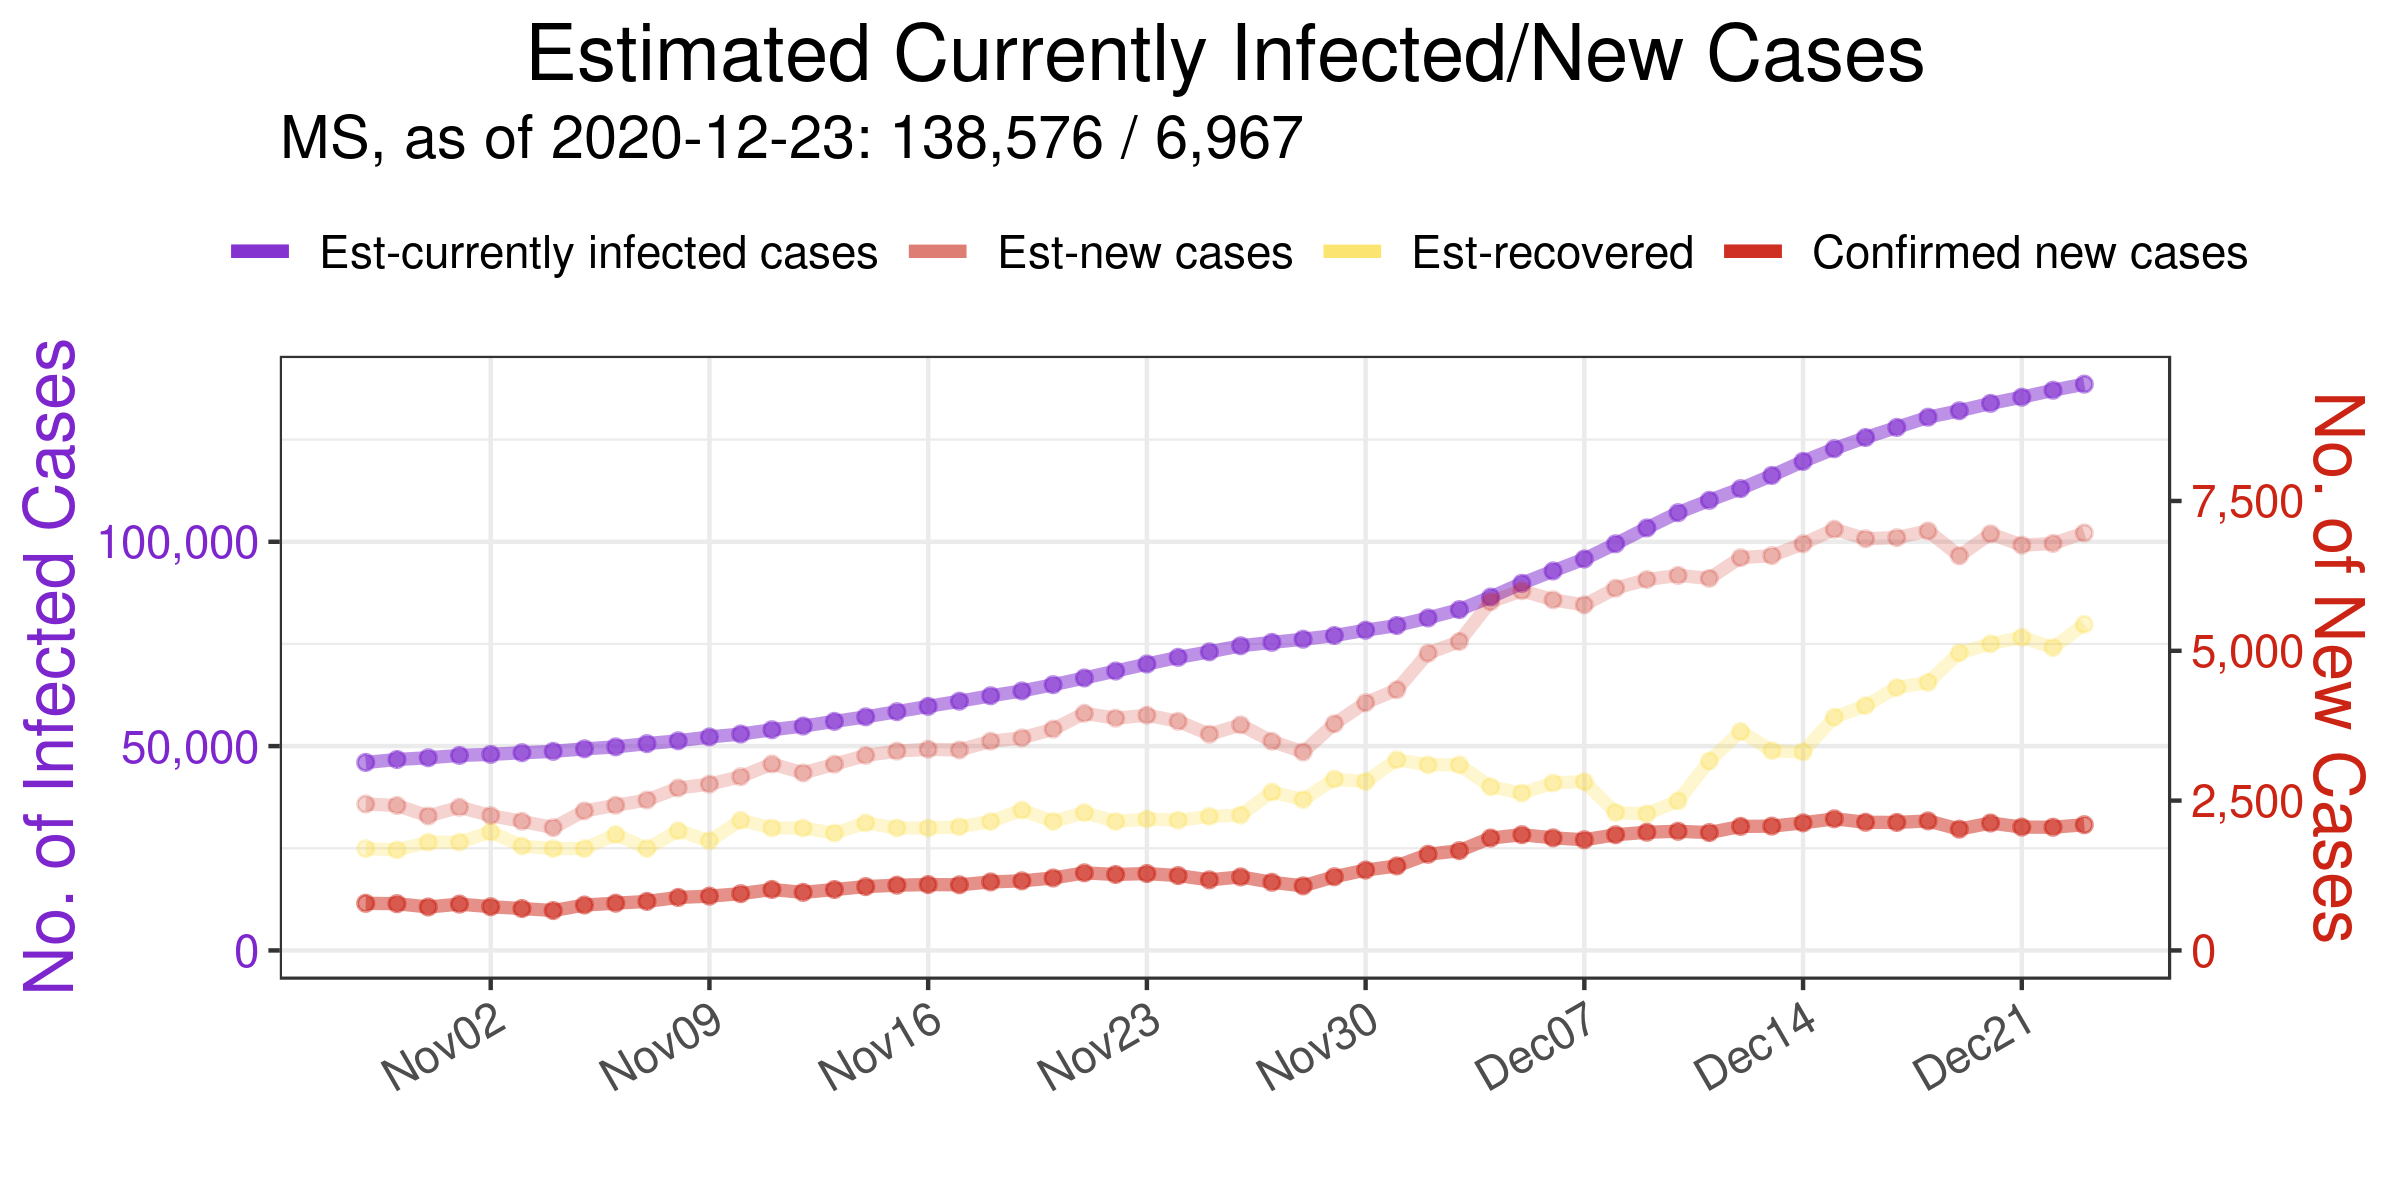 Estimated Currently Infected/New Cases
MS, as of 2020-12-23: 138,576 / 6,967
Est-currently infected cases Est-new cases Est-recovered Confirmed new cases
No. of Infected Cases
100,000
50,000
0
7,500
5,000
2,500
0
No. of New Cases
Nov02 Nov09 Nov16 Nov23 Nov30 Dec07 Dec14 Dec21